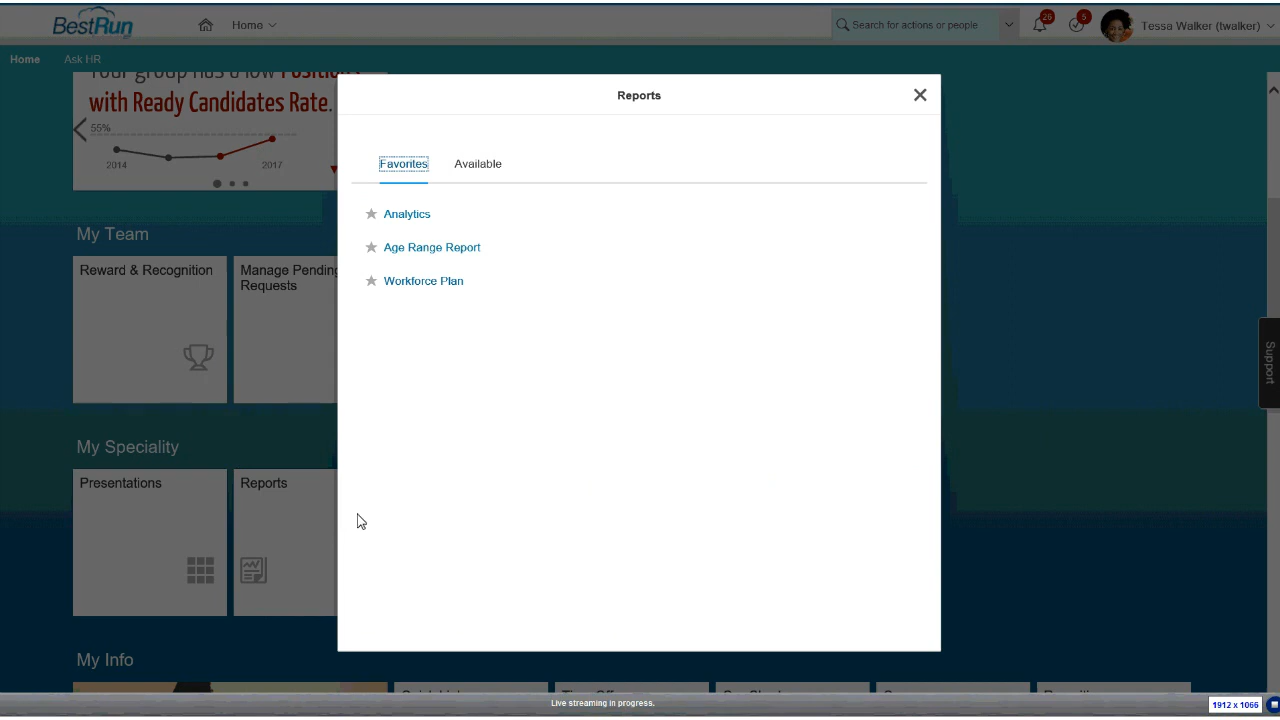 BestRun
Home
Search for actions or people
26
5
Tessa Walker (twalker)
Home
Ask HR
with Ready Candidates Rate.
55%
2014
2017
Reports
Favorites
Available
Analytics
Age Range Report
Workforce Plan
My Team
Reward & Recognition
Manage Pending
Requests
My Speciality
Presentations
Reports
My Info
Support
Live streaming in progress.
1912 x 1066